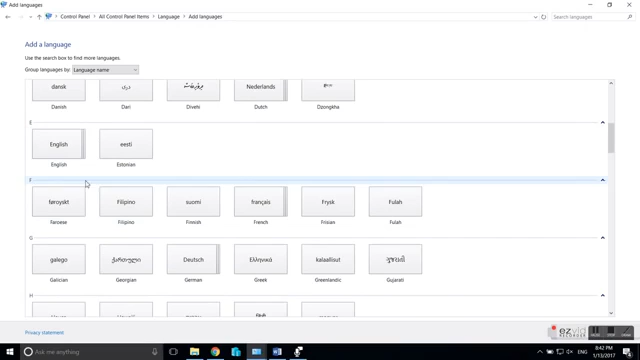 Add languages
Control Panel > All Control Panel Items > Language > Add languages
Search languages
Add a language
Use the search box to find more languages.
Group languages by: Language name
dansk
Nederlands
Danish Dari Divehi Dutch Dzongkha
E
English eesti
English Estonian
F
føroyskt Filipino suomi français Frysk Fulah
Faroese Filipino Finnish French Frisian Fulah
G
galego ქართული Deutsch Ελληνικά kalaallisut ગુજરાતી
Galician Georgian German Greek Greenlandic Gujarati
H
Privacy statement
ezvid
Ask me anything
ENG
8:42 PM
1/13/2017